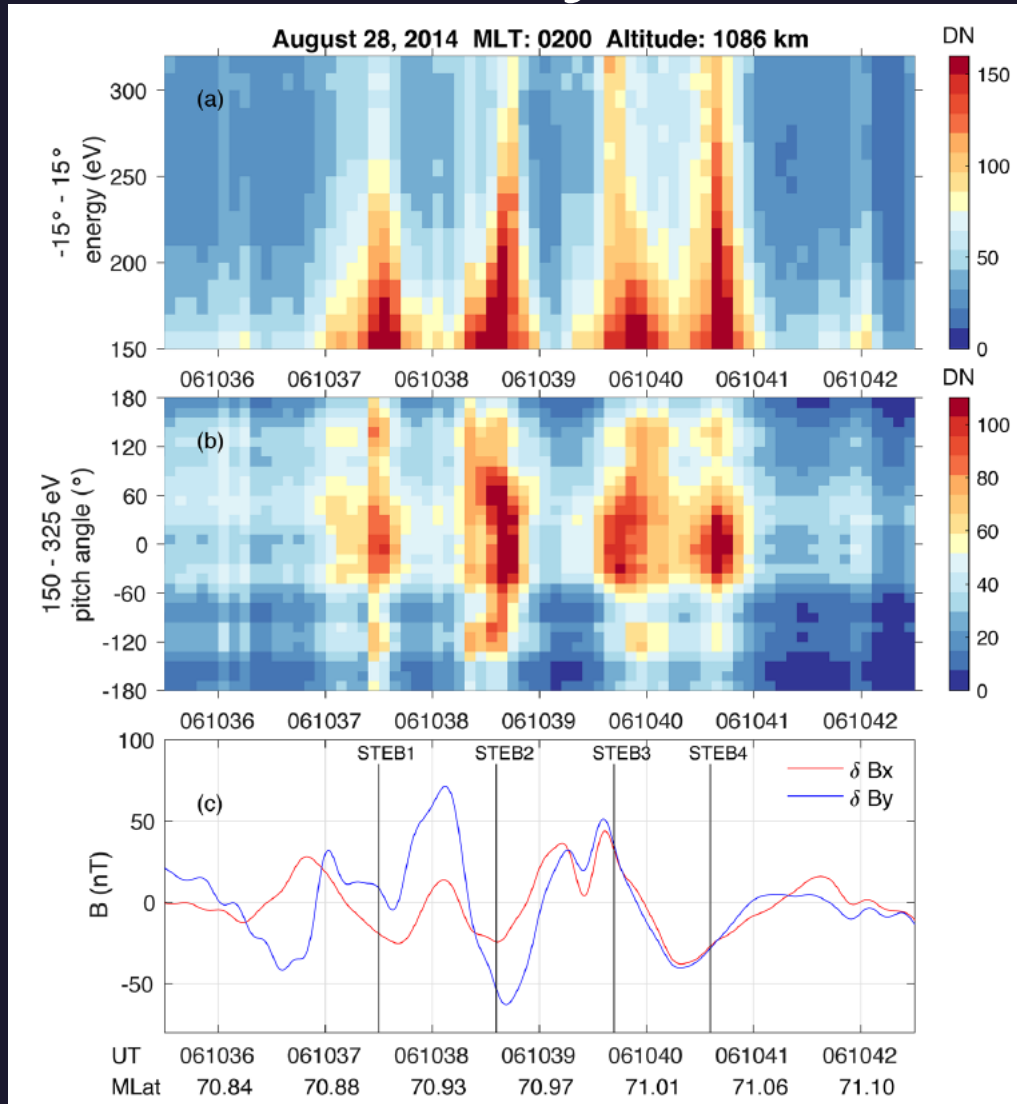 August 28, 2014 MLT: 0200 Altitude: 1086 km
DN
(a)
-15° - 15°
energy (eV)
300
250
200
150
150
100
50
0
061036 061037 061038 061039 061040 061041 061042
DN
(b)
150 - 325 eV
pitch angle (°)
180
120
60
0
-60
-120
-180
100
80
60
40
20
0
061036 061037 061038 061039 061040 061041 061042
STEB1 STEB2 STEB3 STEB4
(c)
δ Bx
δ By
B (nT)
100
50
0
-50
UT 061036 061037 061038 061039 061040 061041 061042
MLat 70.84 70.88 70.93 70.97 71.01 71.06 71.10